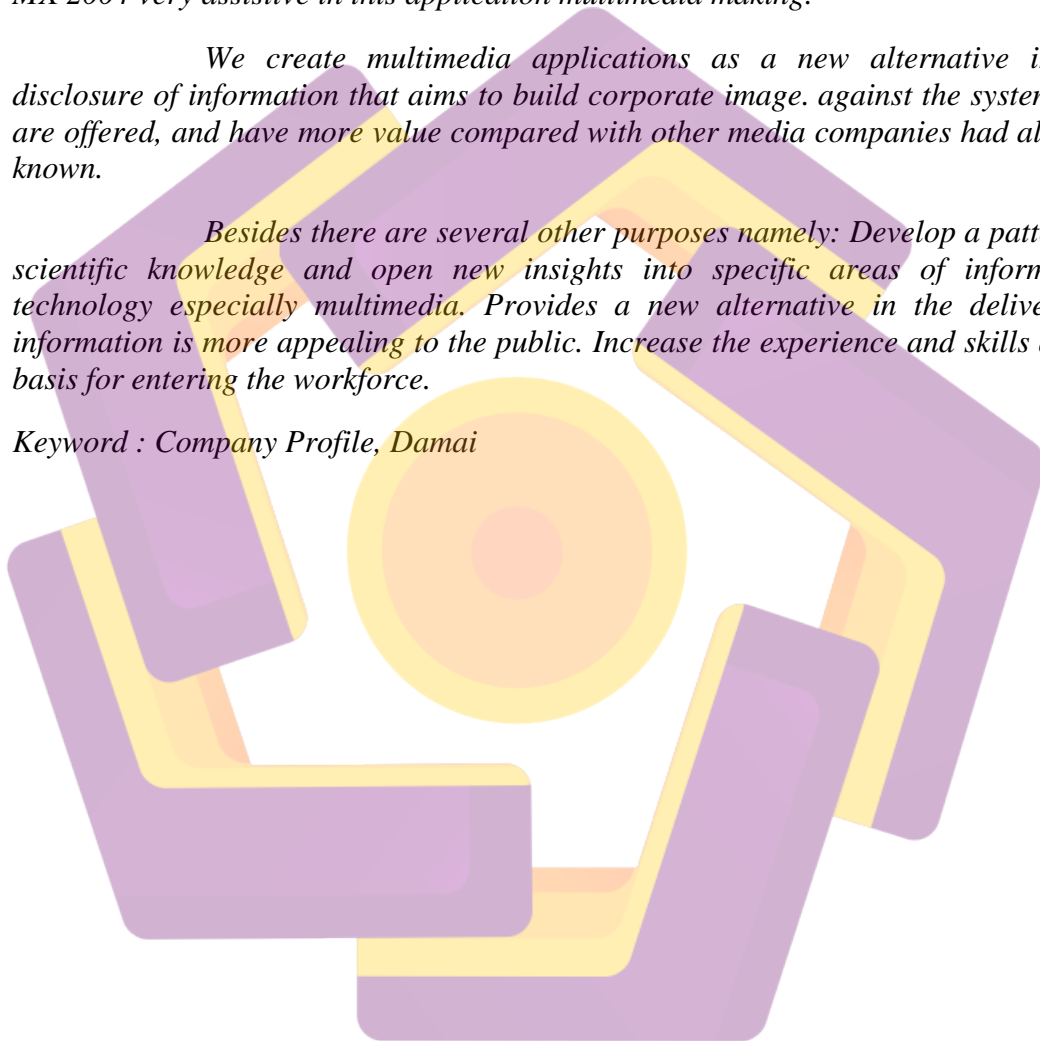 MX 2004 very assistive in this application multimedia making.
We create multimedia applications as a new alternative
disclosure of information that aims to build corporate image. against the
are offered, and have more value compared with other media companies had
known.
Besides there are several other purposes namely: Develop a
scientific knowledge and open new insights into specific areas of
technology especially multimedia. Provides a new alternative in the
information is more appealing to the public. Increase the experience and skills
basis for entering the workforce.
Keyword : Company Profile, Damai